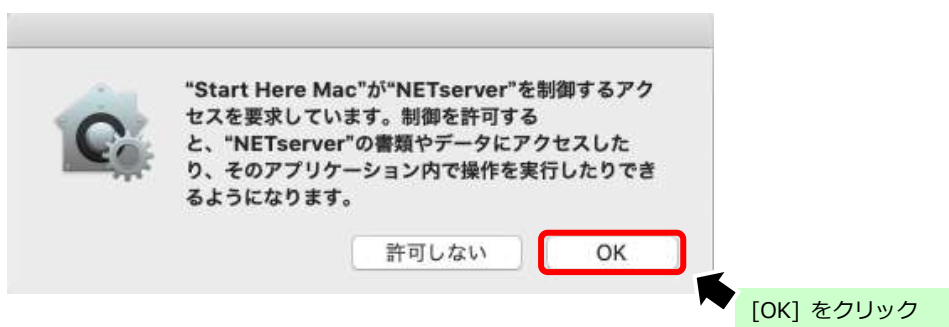 “Start Here Mac”が“NETserver”を制御するアク
セスを要求しています。制御を許可する
と、“NETserver”の書類やデータにアクセスした
り、そのアプリケーション内で操作を実行したりでき
るようになります。
許可しない
OK
[OK] をクリック